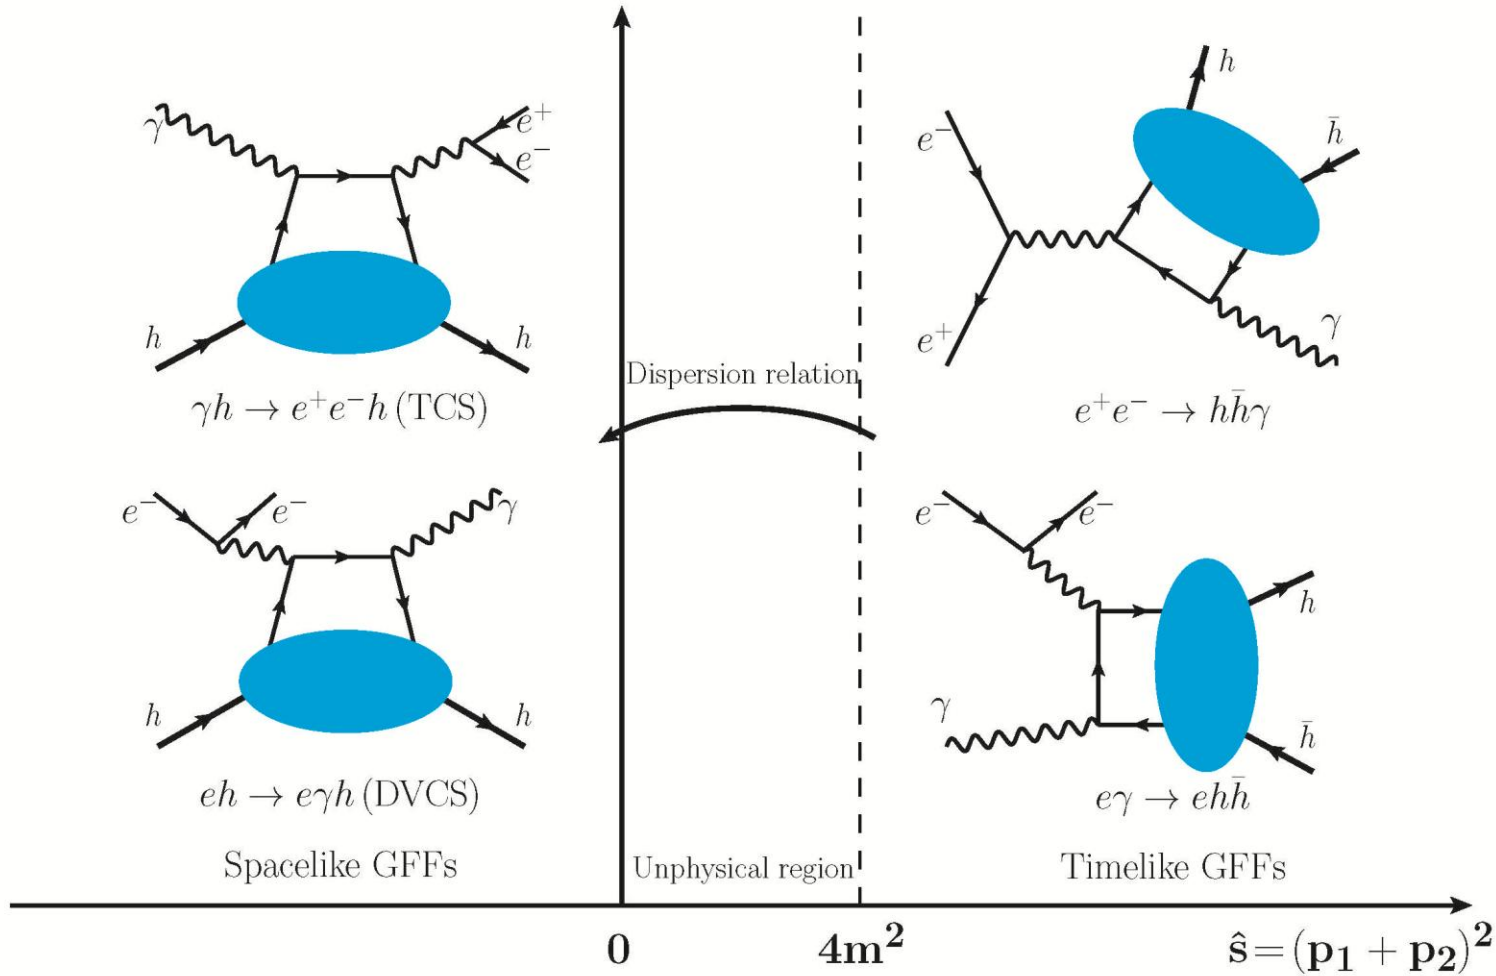 γ
e⁺
e⁻
h
h
γh → e⁺e⁻h (TCS)
e⁻
e⁻
γ
h
h
eh → eγh (DVCS)
Spacelike GFFs
Dispersion relation
Unphysical region
h
h̄
e⁻
e⁺
γ
e⁺e⁻ → hh̄γ
e⁻
e⁻
γ
h
h̄
eγ → ehh̄
Timelike GFFs
0
4m²
ŝ=(p₁ + p₂)²